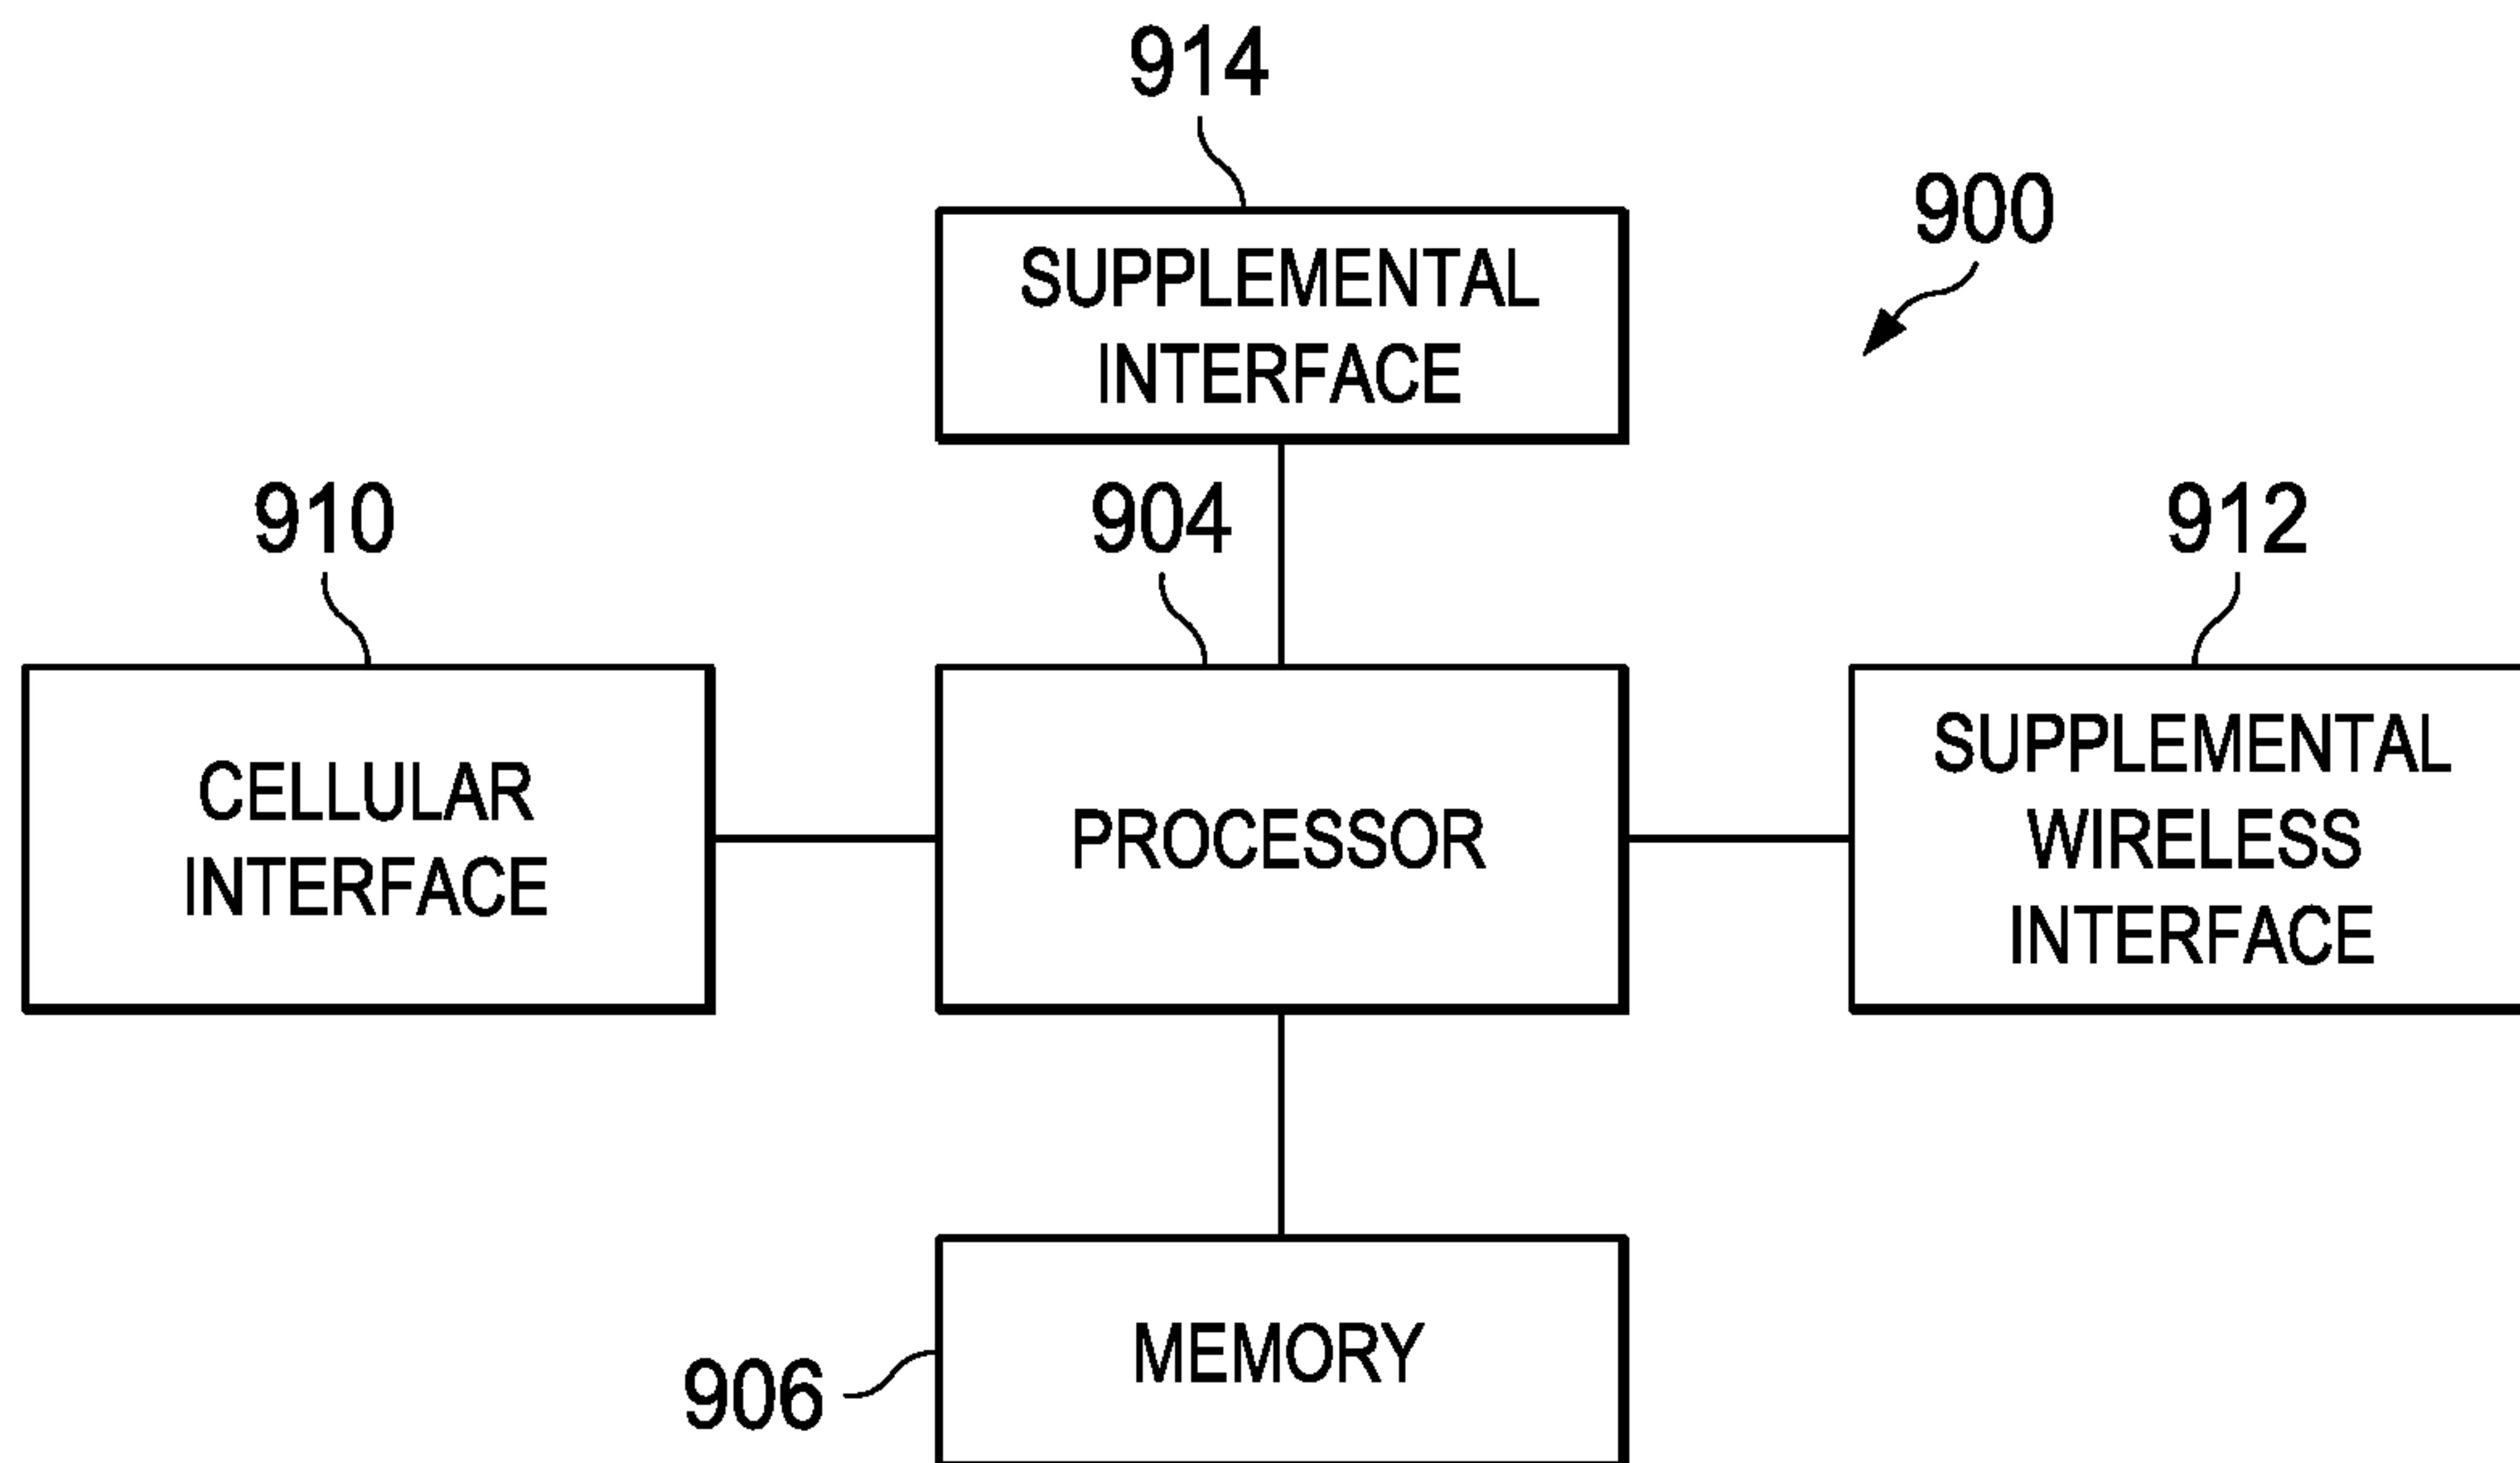 914
SUPPLEMENTAL
INTERFACE
900
910
904
912
CELLULAR
INTERFACE
PROCESSOR
SUPPLEMENTAL
WIRELESS
INTERFACE
906
MEMORY